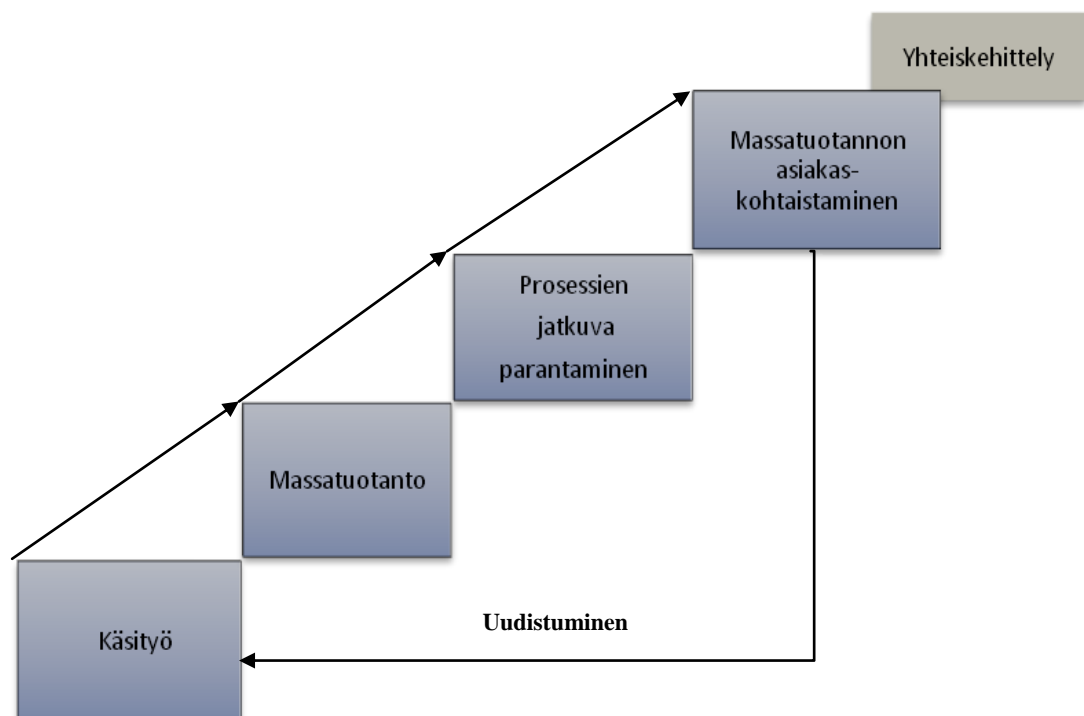 Yhteiskehittely
Massatuotannon
asiakas-
kohtaistaminen
Prosessien
jatkuva
parantaminen
Massatuotanto
Uudistuminen
Käsityö